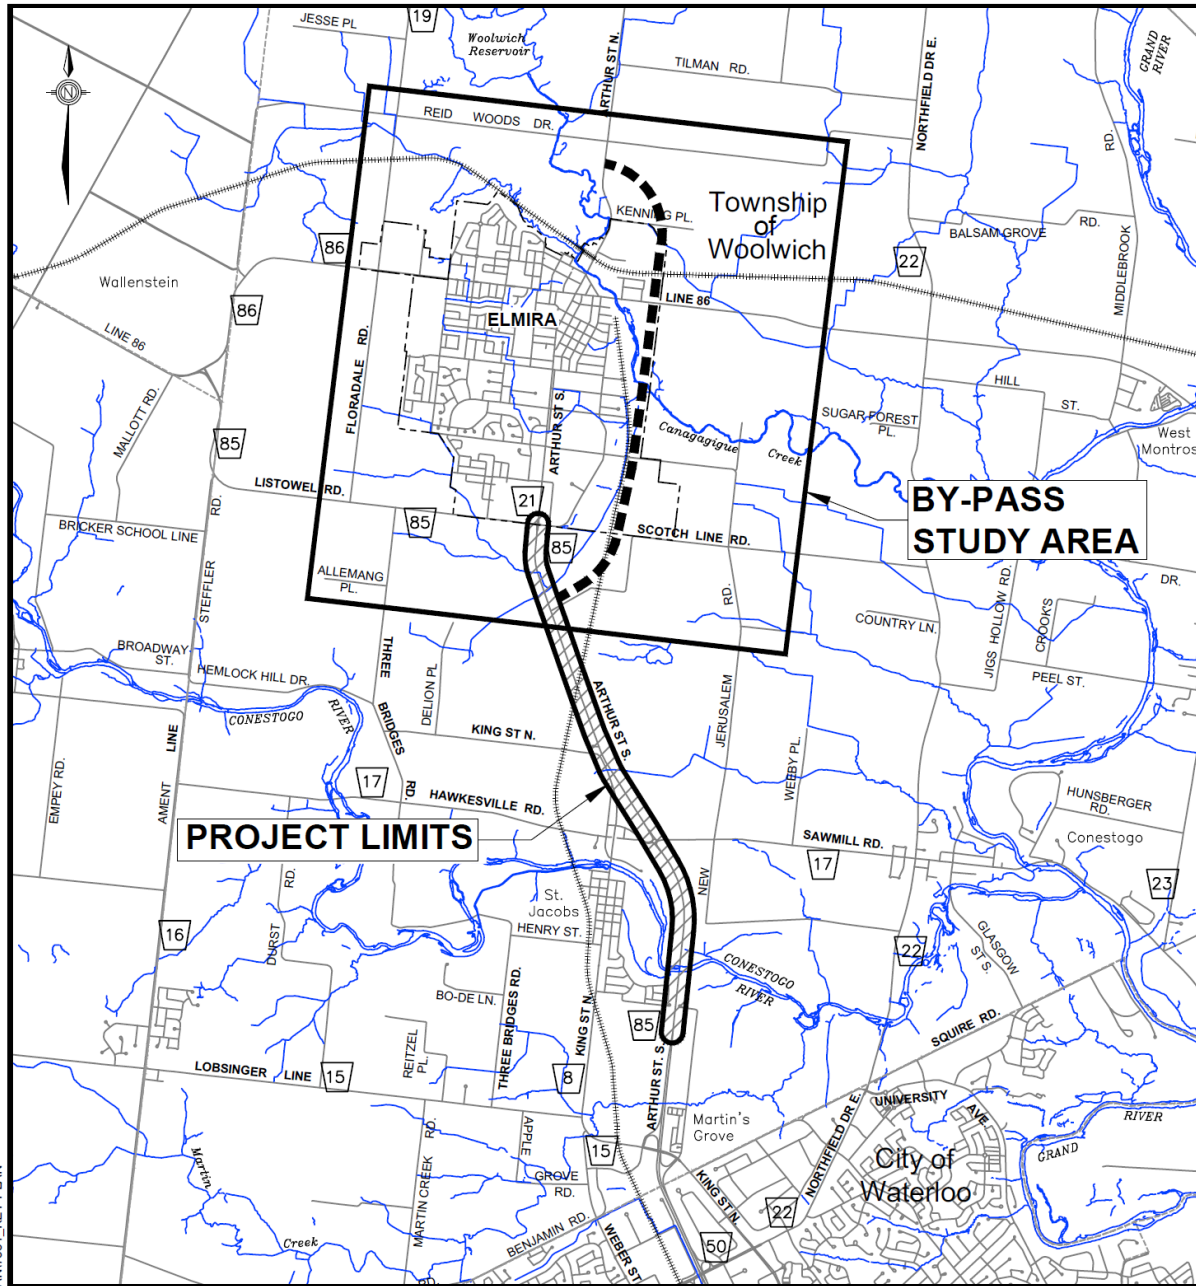 JESSE PL
19
Woolwich
Reservoir
ARTHUR ST N.
TILMAN RD.
NORTHFIELD DR E.
GRAND
RIVER
N
REID WOODS DR.
RD.
KENNING PL.
Township
of
Woolwich
BALSAM GROVE
RD.
22
MIDDLEBROOK
86
Wallenstein
86
LINE 86
ELMIRA
LINE 86
FLORADALE RD.
HILL
ST.
MALLOTT RD.
SUGAR FOREST
PL.
West
Montros
85
ARTHUR ST S.
Canagagigue
Creek
LISTOWEL RD.
21
BY-PASS
STUDY AREA
BRICKER SCHOOL LINE
RD.
85
85
SCOTCH LINE RD.
ALLEMANG
PL.
STEFFLER
RD.
DR.
COUNTRY LN.
JIGS HOLLOW RD.
CROOK'S
BROADWAY
ST.
HEMLOCK HILL DR.
THREE
BRIDGES
RD.
DELION PL
ARTHUR ST S.
JERUSALEM
PEEL ST.
CONESTOGO
RIVER
LINE
KING ST N.
WEEBY PL.
EMPEY RD.
AMENT
17
HAWKESVILLE RD.
HUNSBERGER
RD.
PROJECT LIMITS
SAWMILL RD.
17
Conestogo
RD.
NEW
23
St.
Jacobs
HENRY ST.
16
DURST
GLASGOW
ST S.
22
BO-DE LN.
THREE BRIDGES RD.
KING ST N.
CONESTOGO
RIVER
85
REITZEL
PL.
SQUIRE RD.
LOBSINGER LINE
15
8
ARTHUR ST. S.
UNIVERSITY
AVE
RIVER
GRAND
Martin's
Grove
MARTIN CREEK RD.
APPLE
GROVE
RD.
15
NORTHFIELD DR E.
City of
Waterloo
Martin
Creek
KING ST N.
22
BENJAMIN RD.
WEBER ST
50
RD.